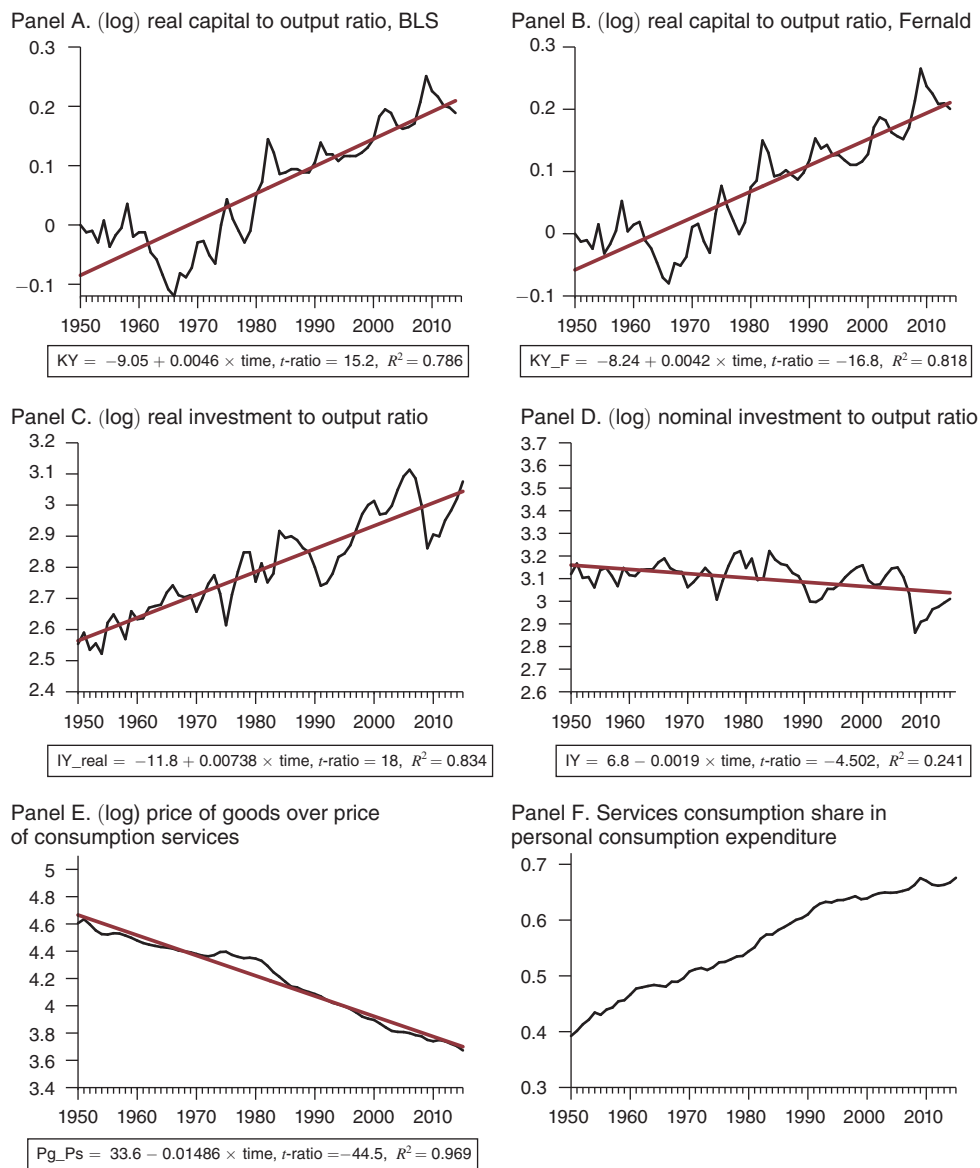 Panel A. (log) real capital to output ratio, BLS
0.3
0.2
0.1
0
−0.1
1950 1960 1970 1980 1990 2000 2010
KY = −9.05 + 0.0046 × time, t-ratio = 15.2, R² = 0.786
Panel B. (log) real capital to output ratio, Fernald
0.3
0.2
0.1
0
−0.1
1950 1960 1970 1980 1990 2000 2010
KY_F = −8.24 + 0.0042 × time, t-ratio = −16.8, R² = 0.818
Panel C. (log) real investment to output ratio
3.2
3.1
3
2.9
2.8
2.7
2.6
2.5
2.4
1950 1960 1970 1980 1990 2000 2010
IY_real = −11.8 + 0.00738 × time, t-ratio = 18, R² = 0.834
Panel D. (log) nominal investment to output ratio
3.7
3.6
3.5
3.4
3.3
3.2
3.1
3
2.9
2.8
2.7
2.6
1950 1960 1970 1980 1990 2000 2010
IY = 6.8 − 0.0019 × time, t-ratio = −4.502, R² = 0.241
Panel E. (log) price of goods over price
of consumption services
5
4.8
4.6
4.4
4.2
4
3.8
3.6
3.4
1950 1960 1970 1980 1990 2000 2010
Pg_Ps = 33.6 − 0.01486 × time, t-ratio =−44.5, R² = 0.969
Panel F. Services consumption share in
personal consumption expenditure
0.7
0.6
0.5
0.4
0.3
1950 1960 1970 1980 1990 2000 2010